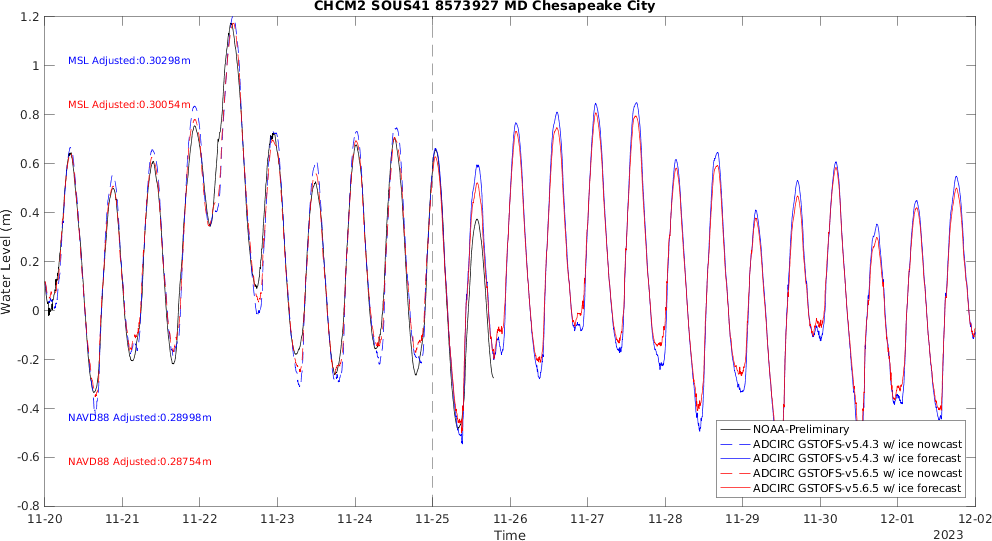 CHCM2 SOUS41 8573927 MD Chesapeake City
1.2
1
0.8
0.6
0.4
0.2
0
-0.2
-0.4
-0.6
-0.8
Water Level (m)
MSL Adjusted:0.30298m
MSL Adjusted:0.30054m
NAVD88 Adjusted:0.28998m
NAVD88 Adjusted:0.28754m
NOAA-Preliminary
ADCIRC GSTOFS-v5.4.3 w/ ice nowcast
ADCIRC GSTOFS-v5.4.3 w/ ice forecast
ADCIRC GSTOFS-v5.6.5 w/ ice nowcast
ADCIRC GSTOFS-v5.6.5 w/ ice forecast
11-20 11-21 11-22 11-23 11-24 11-25 11-26 11-27 11-28 11-29 11-30 12-01 12-02
Time
2023